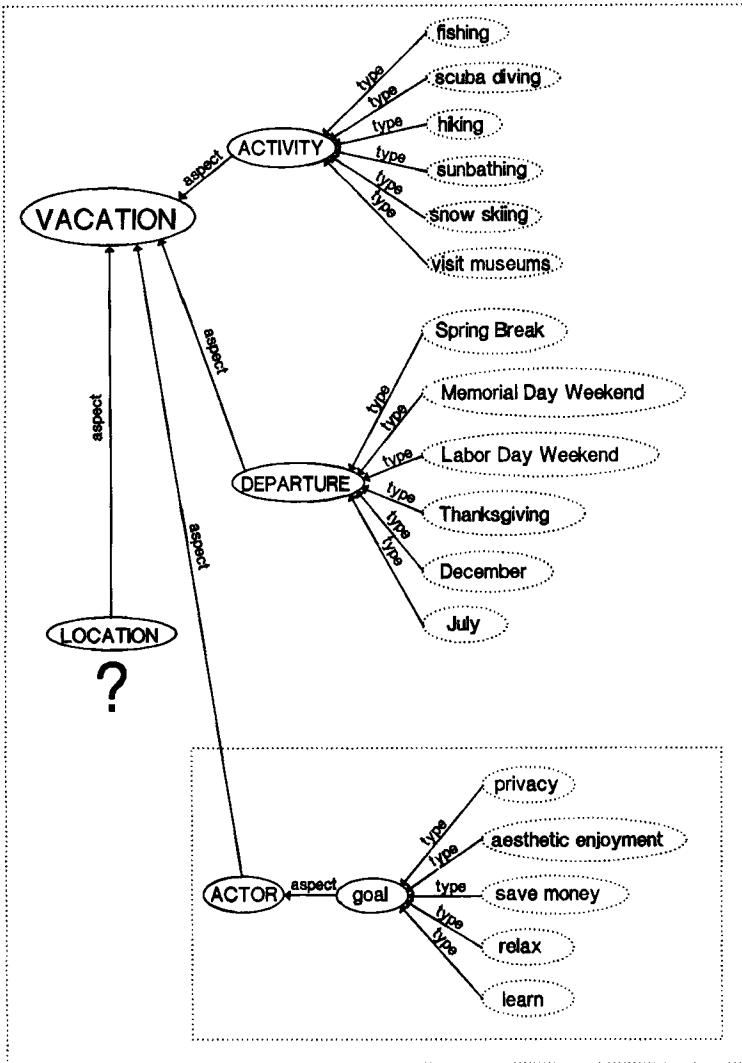 fishing
type
scuba diving
type
hiking
type
ACTIVITY
type
sunbathing
aspect
type
snow skiing
type
VACATION
visit museums
Spring Break
aspect
type
Memorial Day Weekend
type
aspect
Labor Day Weekend
type
DEPARTURE
type
Thanksgiving
aspect
type
type
December
July
LOCATION
?
privacy
type
aesthetic enjoyment
type
ACTOR
aspect
goal
type
save money
type
relax
type
learn